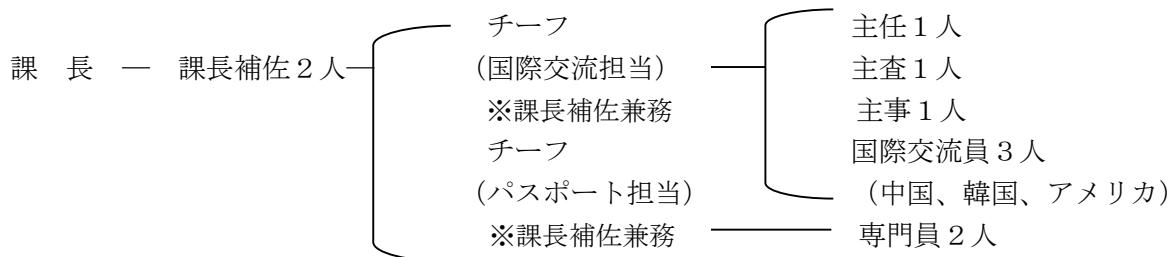 チーフ 主任１人
課　長 ― 課長補佐２人 (国際交流担当) 主査１人
※課長補佐兼務 主事１人
チーフ 国際交流員３人
(パスポート担当) （中国、韓国、アメリカ）
※課長補佐兼務 専門員２人